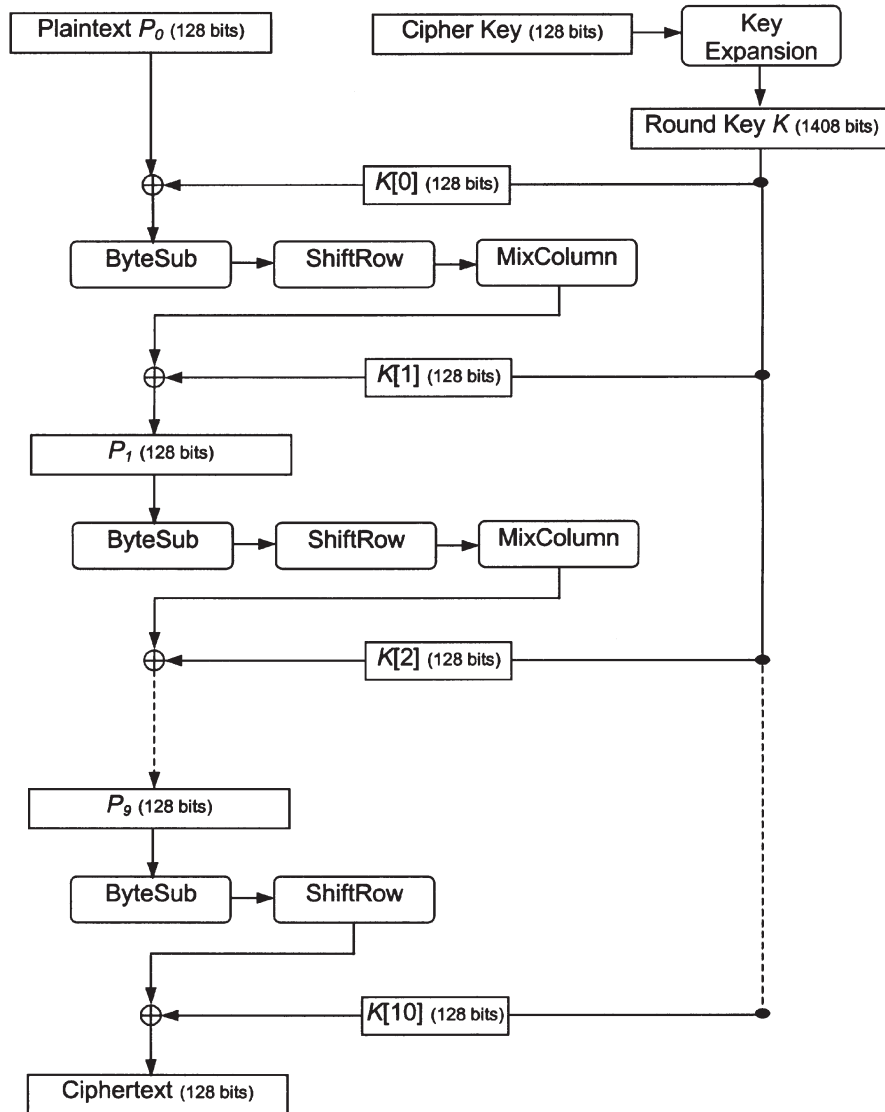 Plaintext P0 (128 bits)
Cipher Key (128 bits)
Key
Expansion
Round Key K (1408 bits)
K[0] (128 bits)
ByteSub
ShiftRow
MixColumn
K[1] (128 bits)
P1 (128 bits)
ByteSub
ShiftRow
MixColumn
K[2] (128 bits)
P9 (128 bits)
ByteSub
ShiftRow
K[10] (128 bits)
Ciphertext (128 bits)